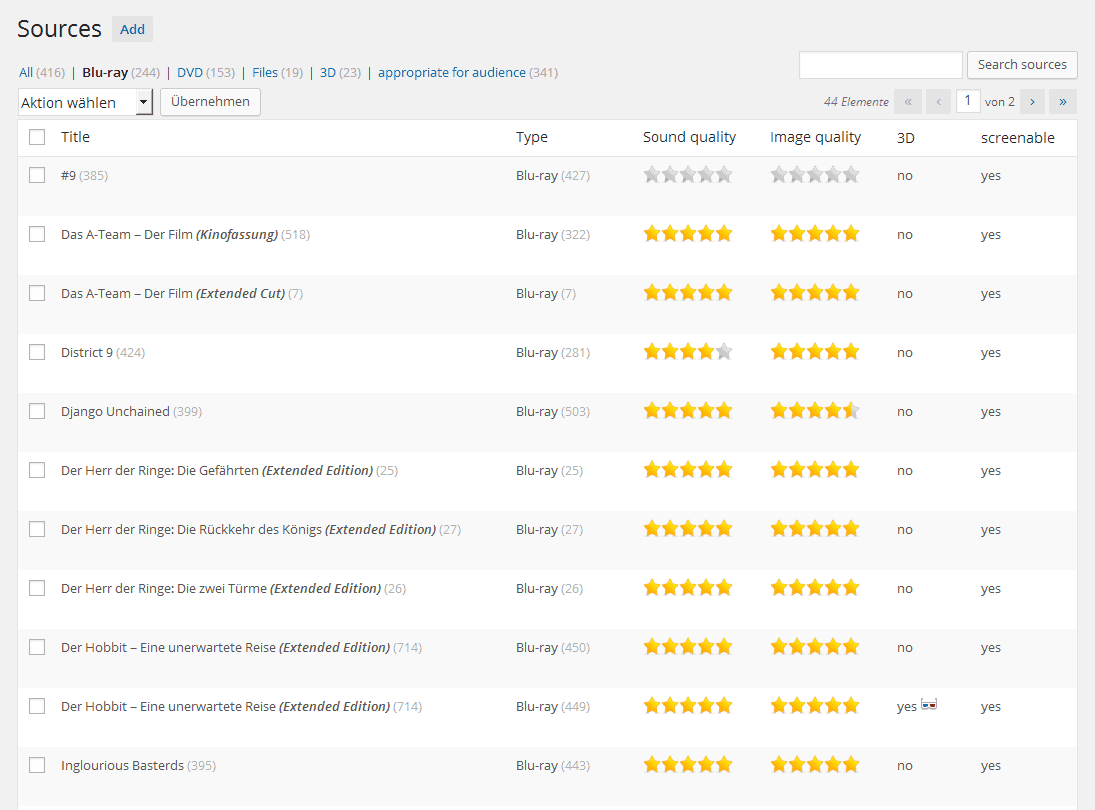 Sources Add
All (416) | Blu-ray (244) | DVD (153) | Files (19) | 3D (23) | appropriate for audience (341) Search sources
Aktion wählen Übernehmen 44 Elemente « ‹ 1 von 2 › »
Title Type Sound quality Image quality 3D screenable
#9 (385) Blu-ray (427) no yes
Das A-Team – Der Film (Kinofassung) (518) Blu-ray (322) no yes
Das A-Team – Der Film (Extended Cut) (7) Blu-ray (7) no yes
District 9 (424) Blu-ray (281) no yes
Django Unchained (399) Blu-ray (503) no yes
Der Herr der Ringe: Die Gefährten (Extended Edition) (25) Blu-ray (25) no yes
Der Herr der Ringe: Die Rückkehr des Königs (Extended Edition) (27) Blu-ray (27) no yes
Der Herr der Ringe: Die zwei Türme (Extended Edition) (26) Blu-ray (26) no yes
Der Hobbit – Eine unerwartete Reise (Extended Edition) (714) Blu-ray (450) no yes
Der Hobbit – Eine unerwartete Reise (Extended Edition) (714) Blu-ray (449) yes yes
Inglourious Basterds (395) Blu-ray (443) no yes